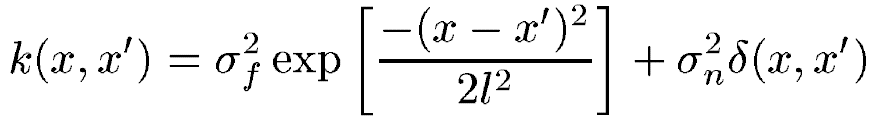 k(x, x′) = σ_f^2 exp [ −(x − x′)^2 / 2l^2 ] + σ_n^2 δ(x, x′)